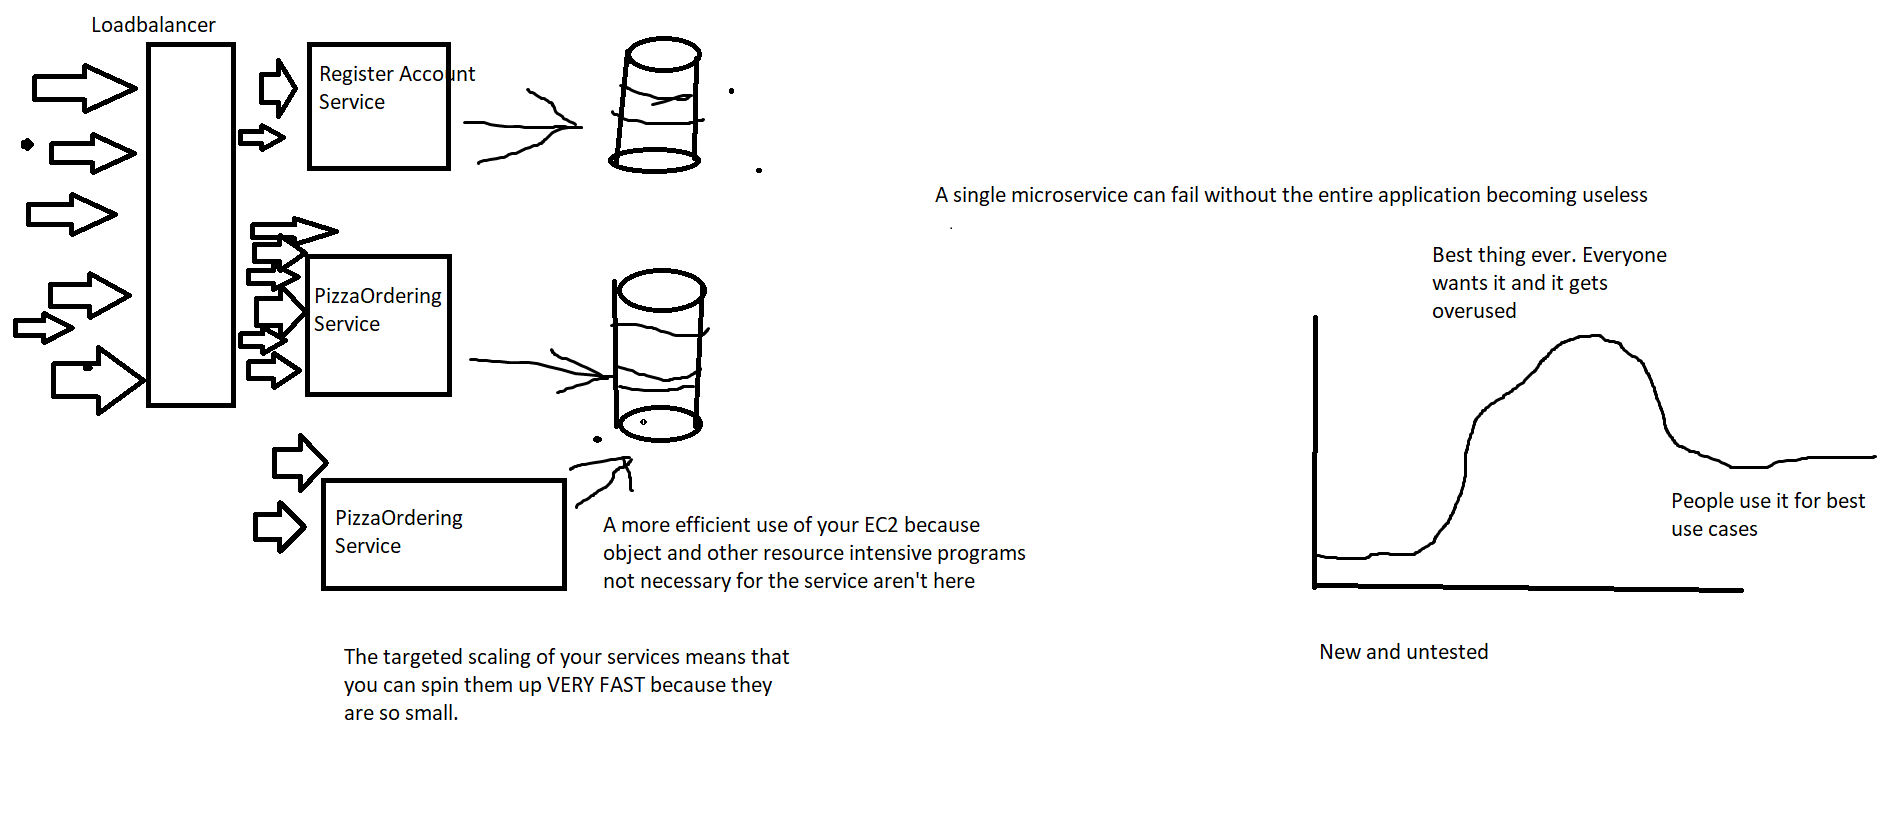 Loadbalancer
Register Account
Service
A single microservice can fail without the entire application becoming useless
Best thing ever. Everyone
wants it and it gets
overused
PizzaOrdering
Service
People use it for best
use cases
PizzaOrdering
Service
A more efficient use of your EC2 because
object and other resource intensive programs
not necessary for the service aren't here
New and untested
The targeted scaling of your services means that
you can spin them up VERY FAST because they
are so small.